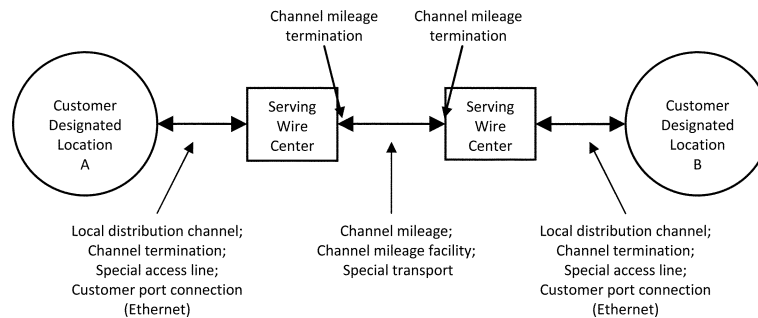 Channel mileage
termination
Channel mileage
termination
Customer
Designated
Location
A
Serving
Wire
Center
Serving
Wire
Center
Customer
Designated
Location
B
Local distribution channel;
Channel termination;
Special access line;
Customer port connection
(Ethernet)
Channel mileage;
Channel mileage facility;
Special transport
Local distribution channel;
Channel termination;
Special access line;
Customer port connection
(Ethernet)